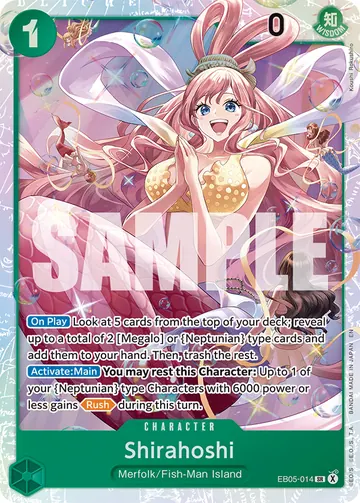 1
0
知
WISDOM
SAMPLE
On Play Look at 5 cards from the top of your deck; reveal
up to a total of 2 [Megalo] or {Neptunian} type cards and
add them to your hand. Then, trash the rest.
Activate:Main You may rest this Character: Up to 1 of
your {Neptunian} type Characters with 6000 power or
less gains Rush during this turn.
CHARACTER
Shirahoshi
Merfolk/Fish-Man Island
EB05-014 SR X